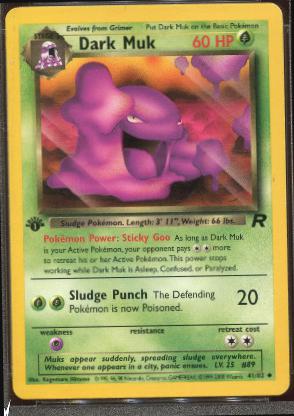 Evolves from Grimer Put Dark Muk on the Basic Pokémon
STAGE 1
Dark Muk 60 HP
Sludge Pokémon. Length: 3' 11", Weight: 66 lbs.
Pokémon Power: Sticky Goo As long as Dark Muk
is your Active Pokémon, your opponent pays more
to retreat his or her Active Pokémon. This power stops
working while Dark Muk is Asleep, Confused, or Paralyzed.
Sludge Punch The Defending
Pokémon is now Poisoned.
20
weakness resistance retreat cost
Muks appear suddenly, spreading sludge everywhere.
Whenever one appears in a city, panic ensues. LV. 25 #89
Illus. Kagemaru Himeno
41/82
R